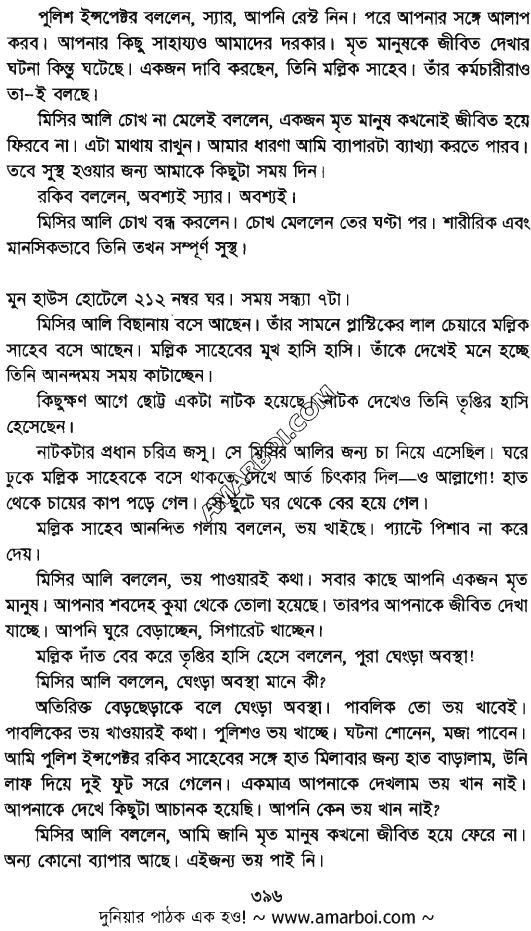 পুলিশ ইন্সপেক্টর বললেন, স্যার, আপনি রেস্ট নিন। পরে আপনার সঙ্গে আলাপ
করব। আপনার কিছু সাহায্যও আমাদের দরকার। মৃত মানুষকে জীবিত দেখার
ঘটনা কিন্তু ঘটেছে। একজন দাবি করছেন, তিনি মল্লিক সাহেব। তাঁর কর্মচারীরাও
তা-ই বলছে।
মিসির আলি চোখ না মেলেই বললেন, একজন মৃত মানুষ কখনোই জীবিত হয়ে
ফিরবে না। এটা মাথায় রাখুন। আমার ধারণা আমি ব্যাপারটা ব্যাখ্যা করতে পারব।
তবে সুস্থ হওয়ার জন্য আমাকে কিছুটা সময় দিন।
রকিব বললেন, অবশ্যই স্যার। অবশ্যই।
মিসির আলি চোখ বন্ধ করলেন। চোখ মেললেন তের ঘণ্টা পর। শারীরিক এবং
মানসিকভাবে তিনি তখন সম্পূর্ণ সুস্থ।
মুন হাউস হোটেলে ২১২ নম্বর ঘর। সময় সন্ধ্যা ৭টা।
মিসির আলি বিছানায় বসে আছেন। তাঁর সামনে প্লাস্টিকের লাল চেয়ারে মল্লিক
সাহেব বসে আছেন। মল্লিক সাহেবের মুখ হাসি হাসি। তাঁকে দেখেই মনে হচ্ছে
তিনি আনন্দময় সময় কাটাচ্ছেন।
কিছুক্ষণ আগে ছোট্ট একটা নাটক হয়েছে। নাটক দেখেও তিনি তৃপ্তির হাসি
হেসেছেন।
নাটকটার প্রধান চরিত্র জসু। সে মিসির আলির জন্য চা নিয়ে এসেছিল। ঘরে
ঢুকে মল্লিক সাহেবকে বসে থাকতে দেখে আর্ত চিৎকার দিল—ও আল্লাগো! হাত
থেকে চায়ের কাপ পড়ে গেল। সে ছুটে ঘর থেকে বের হয়ে গেল।
মল্লিক সাহেব আনন্দিত গলায় বললেন, ভয় খাইছে। প্যান্টে পিশাব না করে
দেয়।
মিসির আলি বললেন, ভয় পাওয়ারই কথা। সবার কাছে আপনি একজন মৃত
মানুষ। আপনার শবদেহ কুয়া থেকে তোলা হয়েছে। তারপর আপনাকে জীবিত দেখা
যাচ্ছে। আপনি ঘুরে বেড়াচ্ছেন, সিগারেট খাচ্ছেন।
মল্লিক দাঁত বের করে তৃপ্তির হাসি হেসে বললেন, পুরা ঘেংড়া অবস্থা!
মিসির আলি বললেন, ঘেংড়া অবস্থা মানে কী?
অতিরিক্ত বেড়ছেড়াকে বলে ঘেংড়া অবস্থা। পাবলিক তো ভয় খাবেই।
পাবলিকের ভয় খাওয়ারই কথা। পুলিশও ভয় খাচ্ছে। ঘটনা শোনেন, মজা পাবেন।
আমি পুলিশ ইন্সপেক্টর রকিব সাহেবের সঙ্গে হাত মিলাবার জন্য হাত বাড়ালাম, উনি
লাফ দিয়ে দুই ফুট সরে গেলেন। একমাত্র আপনাকে দেখলাম ভয় খান নাই।
আপনাকে দেখে কিছুটা আচানক হয়েছি। আপনি কেন ভয় খান নাই?
মিসির আলি বললেন, আমি জানি মৃত মানুষ কখনো জীবিত হয়ে ফেরে না।
অন্য কোনো ব্যাপার আছে। এইজন্য ভয় পাই নি।
AMARBOI.COM
৩৯৬
দুনিয়ার পাঠক এক হও! ~ www.amarboi.com ~